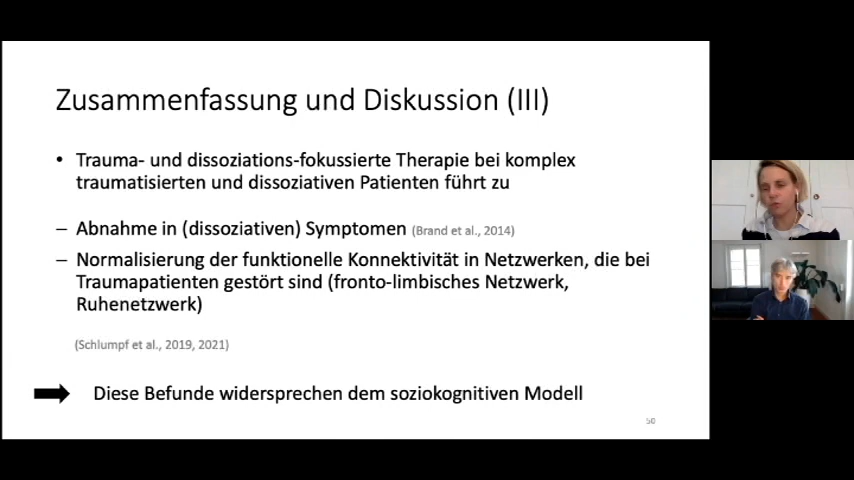 Zusammenfassung und Diskussion (III)
• Trauma- und dissoziations-fokussierte Therapie bei komplex
traumatisierten und dissoziativen Patienten führt zu
– Abnahme in (dissoziativen) Symptomen (Brand et al., 2014)
– Normalisierung der funktionelle Konnektivität in Netzwerken, die bei
Traumapatienten gestört sind (fronto-limbisches Netzwerk,
Ruhenetzwerk)
(Schlumpf et al., 2019, 2021)
Diese Befunde widersprechen dem soziokognitiven Modell
50